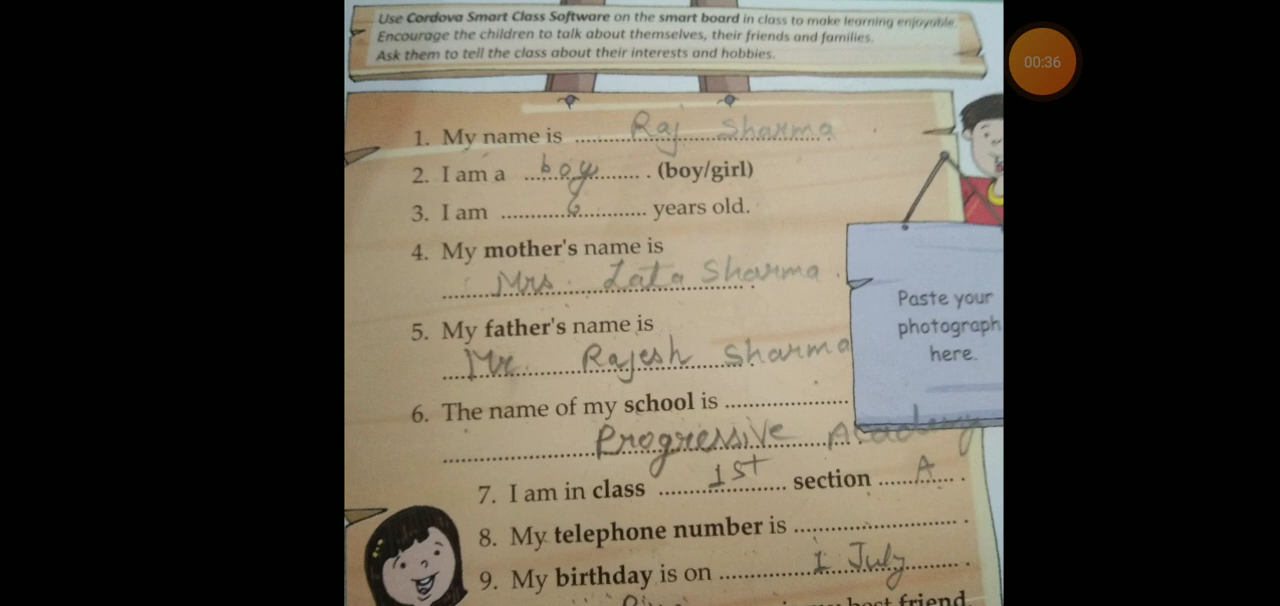 Use Cordova Smart Class Software on the smart board in class to make learning enjoyable.
Encourage the children to talk about themselves, their friends and families.
Ask them to tell the class about their interests and hobbies.
00:36
1. My name is Raj Sharma.
2. I am a boy. (boy/girl)
3. I am 6 years old.
4. My mother's name is
Mrs. Lata Sharma.
5. My father's name is
Mr. Rajesh Sharma
6. The name of my school is
Progressive Academy
7. I am in class 1st section A.
8. My telephone number is .
9. My birthday is on 1 July.
best friend.
Paste your
photograph
here.